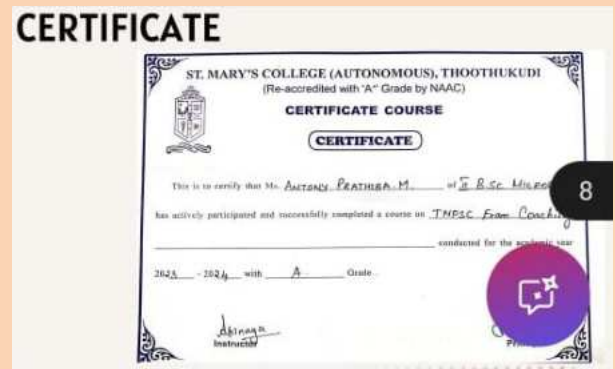 CERTIFICATE
ST. MARY'S COLLEGE (AUTONOMOUS), THOOTHUKUDI
(Re-accredited with 'A+' Grade by NAAC)
CERTIFICATE COURSE
CERTIFICATE
This is to certify that Ms. ANTONY PRATHIBA. M. of II B.Sc
has actively participated and successfully completed a course on TNPSC Exam Coaching
conducted for the academic year
2023 - 2024 with A Grade.
Instructor
8